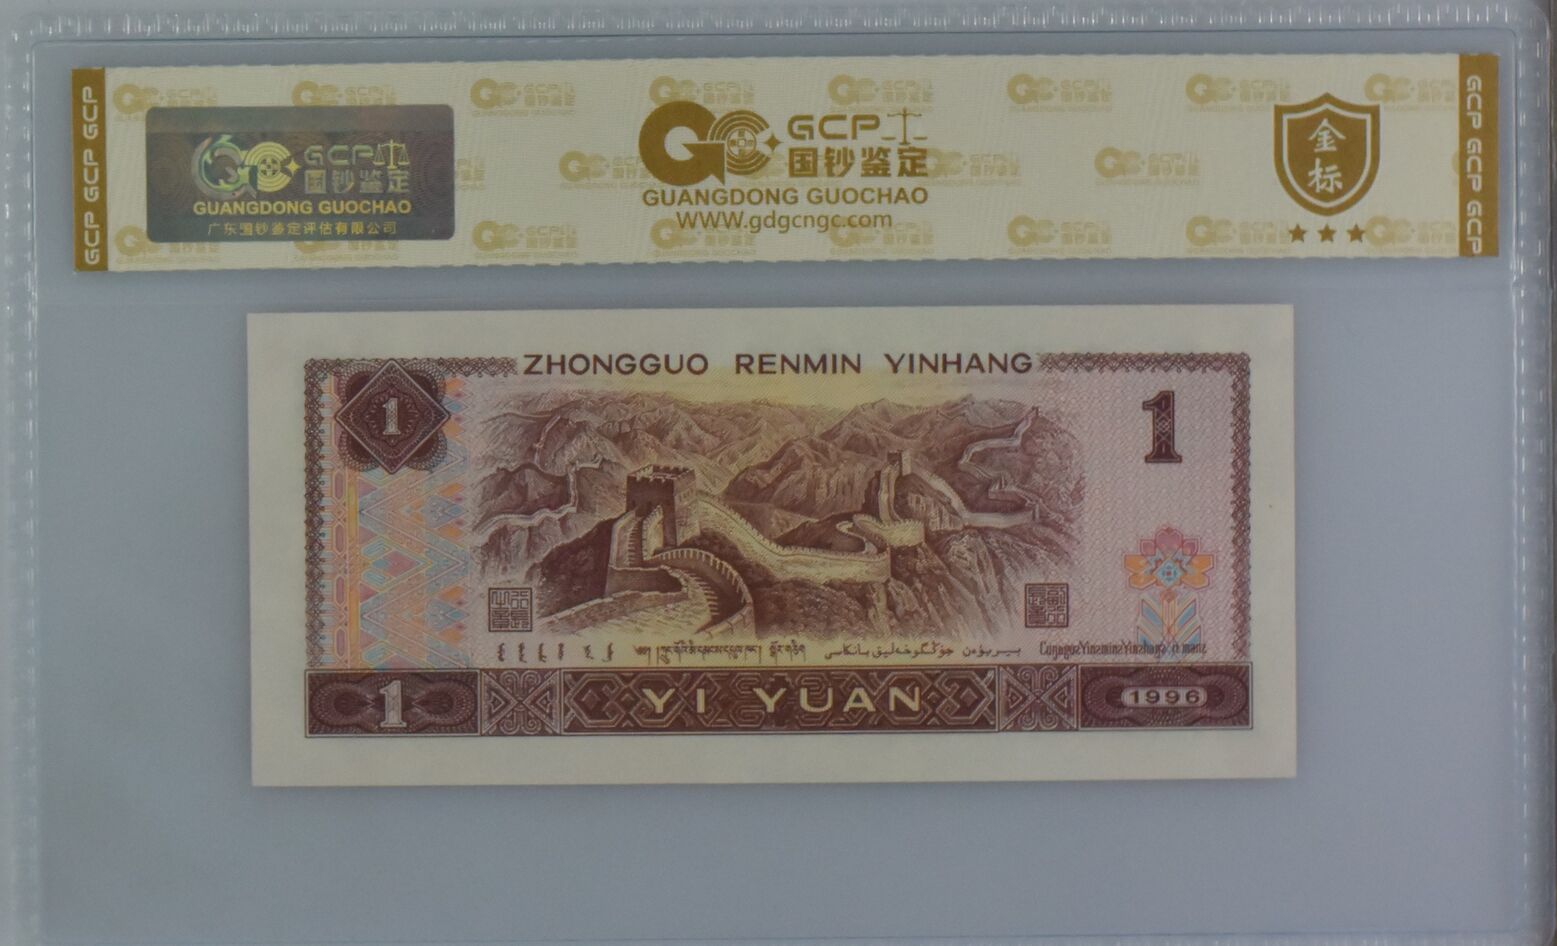 GCP GCP GCP
GCP 国钞鉴定
GUANGDONG GUOCHAO
广东国钞鉴定评估有限公司
GCP 国钞鉴定
GUANGDONG GUOCHAO
WWW.gdgcngc.com
金标
GCP GCP GCP
ZHONGGUO RENMIN YINHANG
1
1
1
YI YUAN
1996